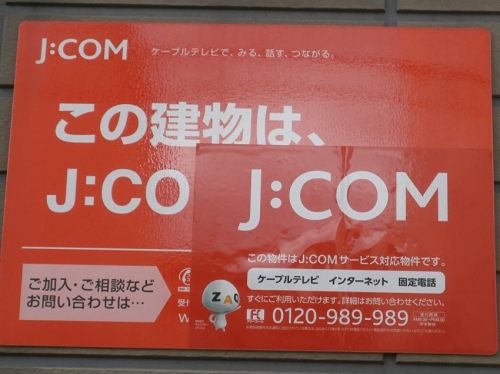 J:COM ケーブルテレビで、みる、話す、つながる。
この建物は、
J:CO
J:COM
この物件はJ:COMサービス対応物件です。
ケーブルテレビ インターネット 固定電話
すぐにご利用いただけます。詳細はお問い合わせください。
0120-989-989
ZAQ
ご加入・ご相談など
お問い合わせは…
受付
W